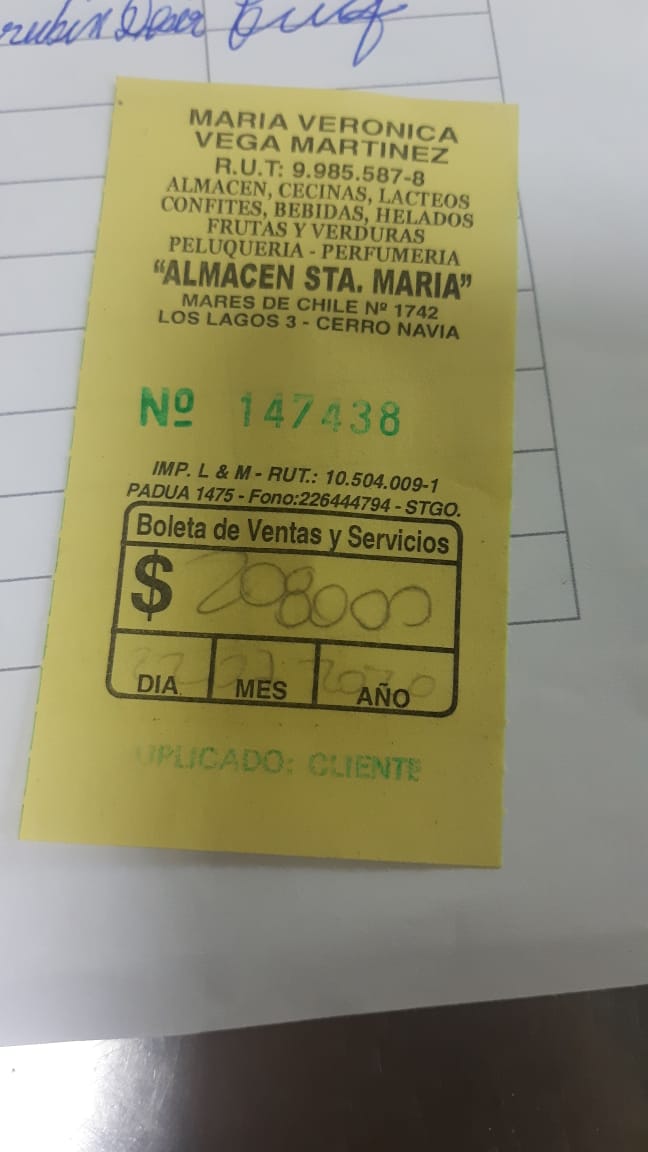 MARIA VERONICA
VEGA MARTINEZ
R.U.T: 9.985.587-8
ALMACEN, CECINAS, LACTEOS
CONFITES, BEBIDAS, HELADOS
FRUTAS Y VERDURAS
PELUQUERIA - PERFUMERIA
“ALMACEN STA. MARIA”
MARES DE CHILE Nº 1742
LOS LAGOS 3 - CERRO NAVIA
Nº 147438
IMP. L & M - RUT.: 10.504.009-1
PADUA 1475 - Fono:226444794 - STGO.
Boleta de Ventas y Servicios
$ 208000
2020
DIA MES AÑO
UPLICADO: CLIENTE